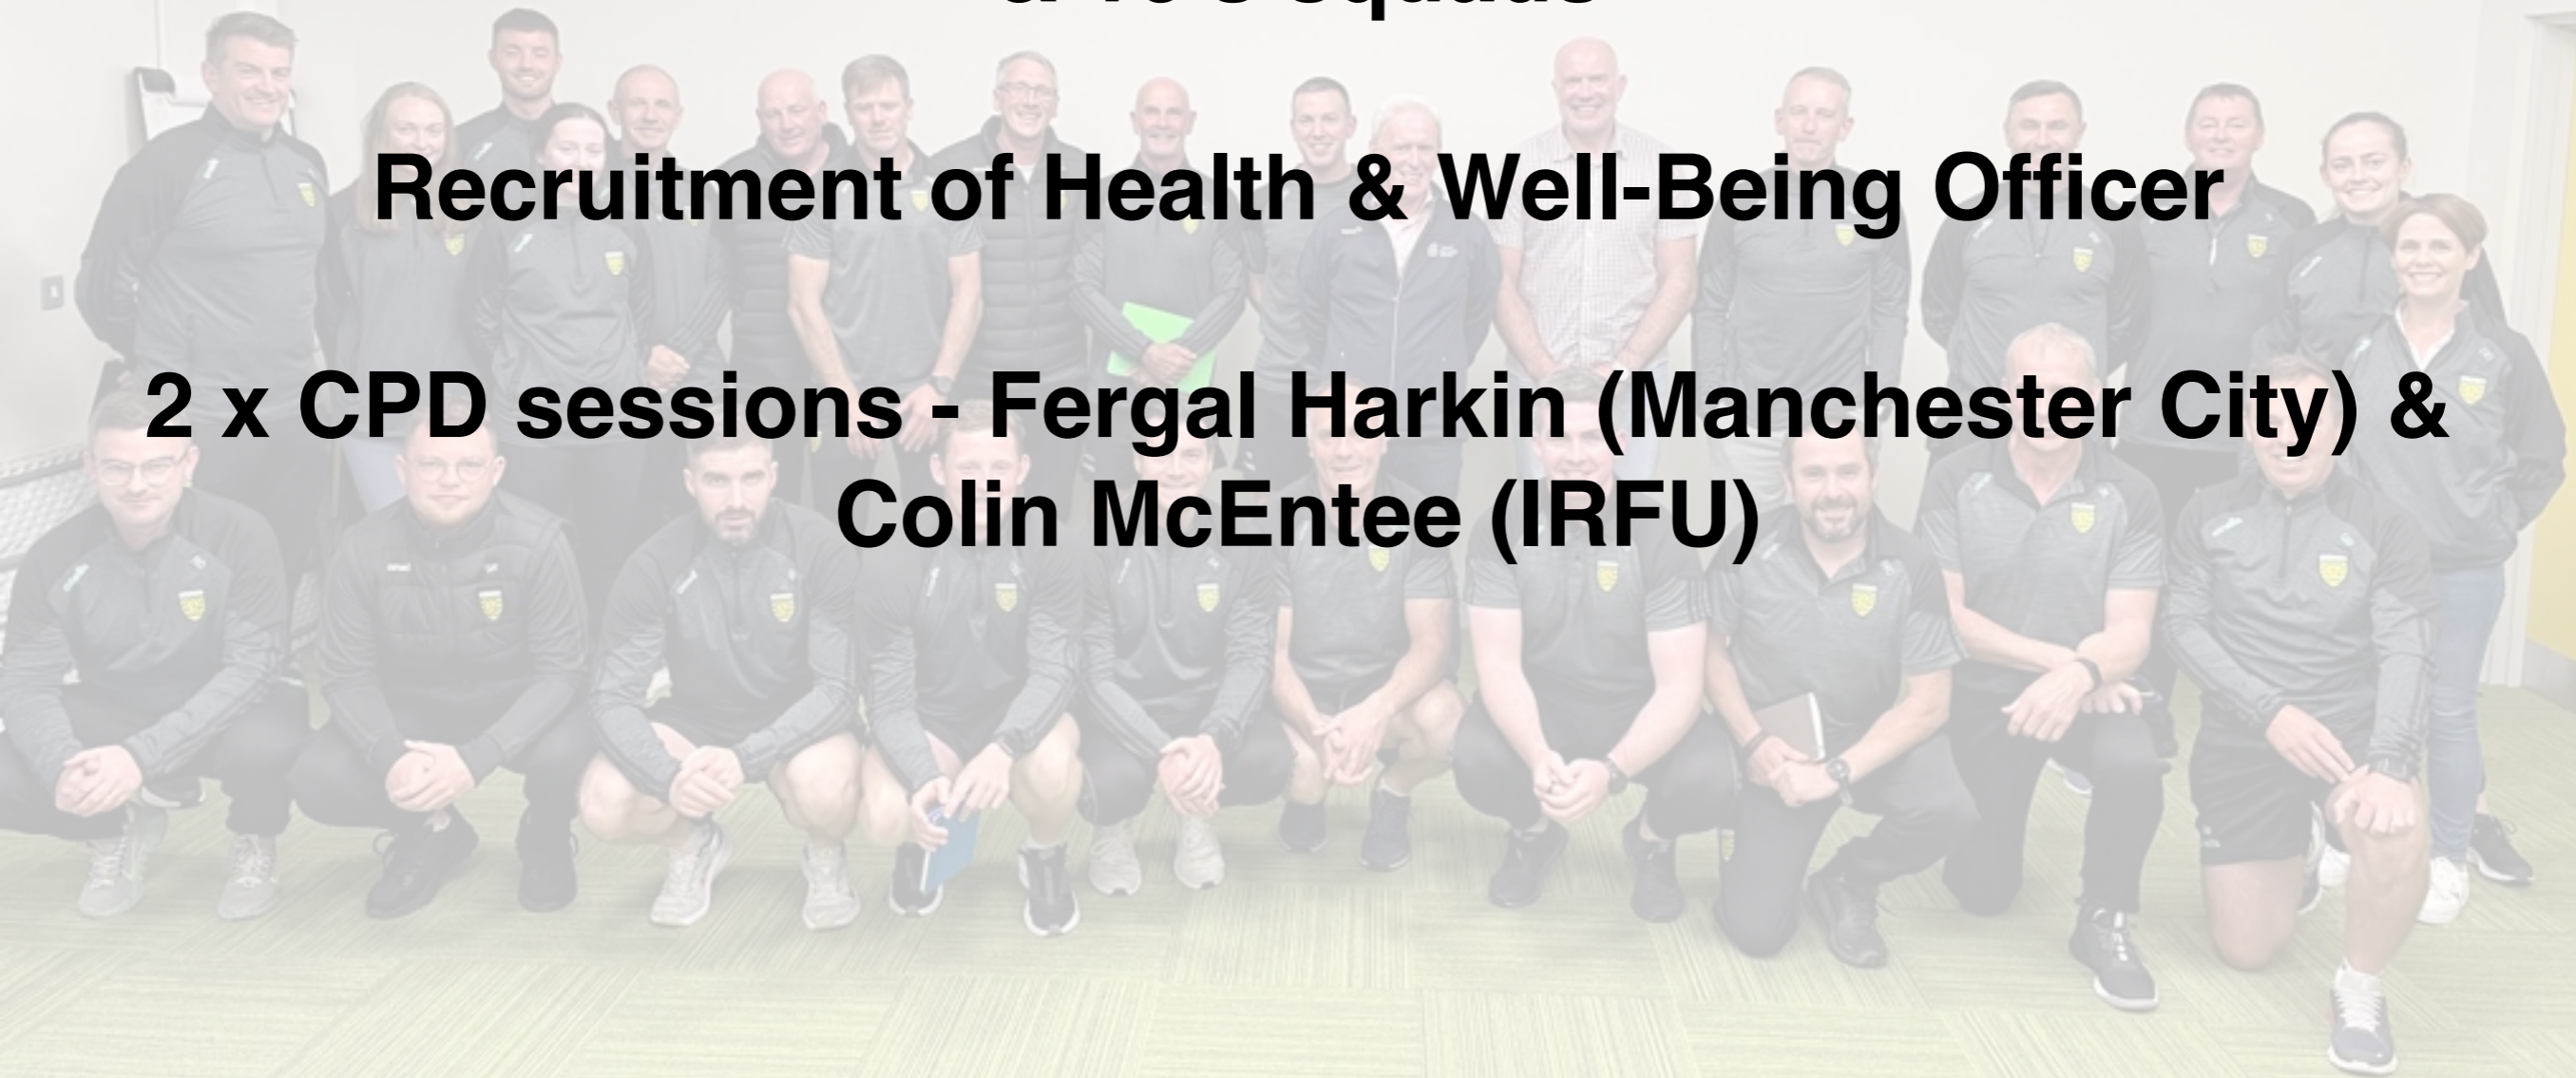 Recruitment of Health & Well-Being Officer
2 x CPD sessions - Fergal Harkin (Manchester City) &
Colin McEntee (IRFU)